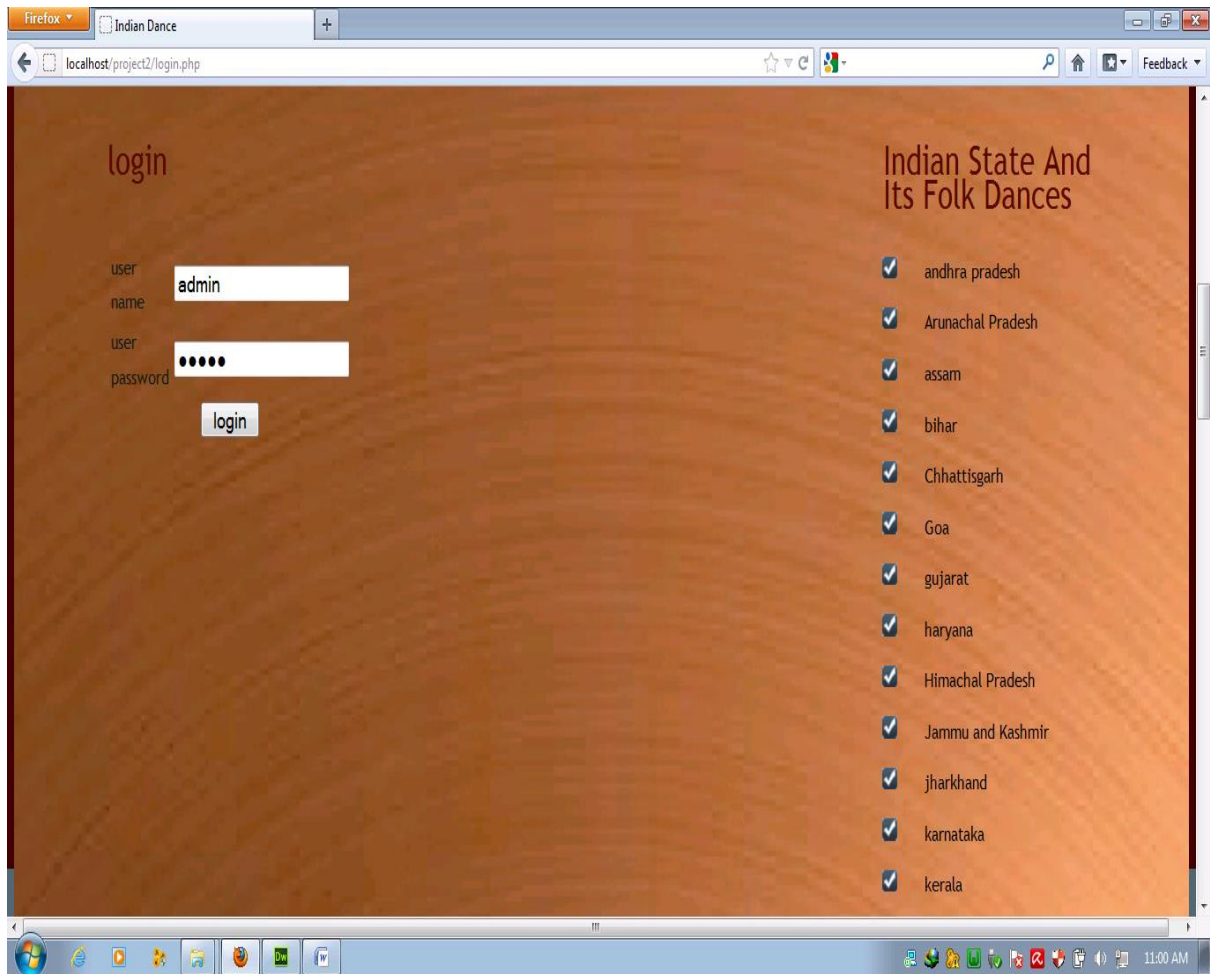 Firefox
Indian Dance
localhost/project2/login.php
Feedback
login
user
name
admin
user
password
login
Indian State And
Its Folk Dances
andhra pradesh
Arunachal Pradesh
assam
bihar
Chhattisgarh
Goa
gujarat
haryana
Himachal Pradesh
Jammu and Kashmir
jharkhand
karnataka
kerala
Dw
W
11:00 AM